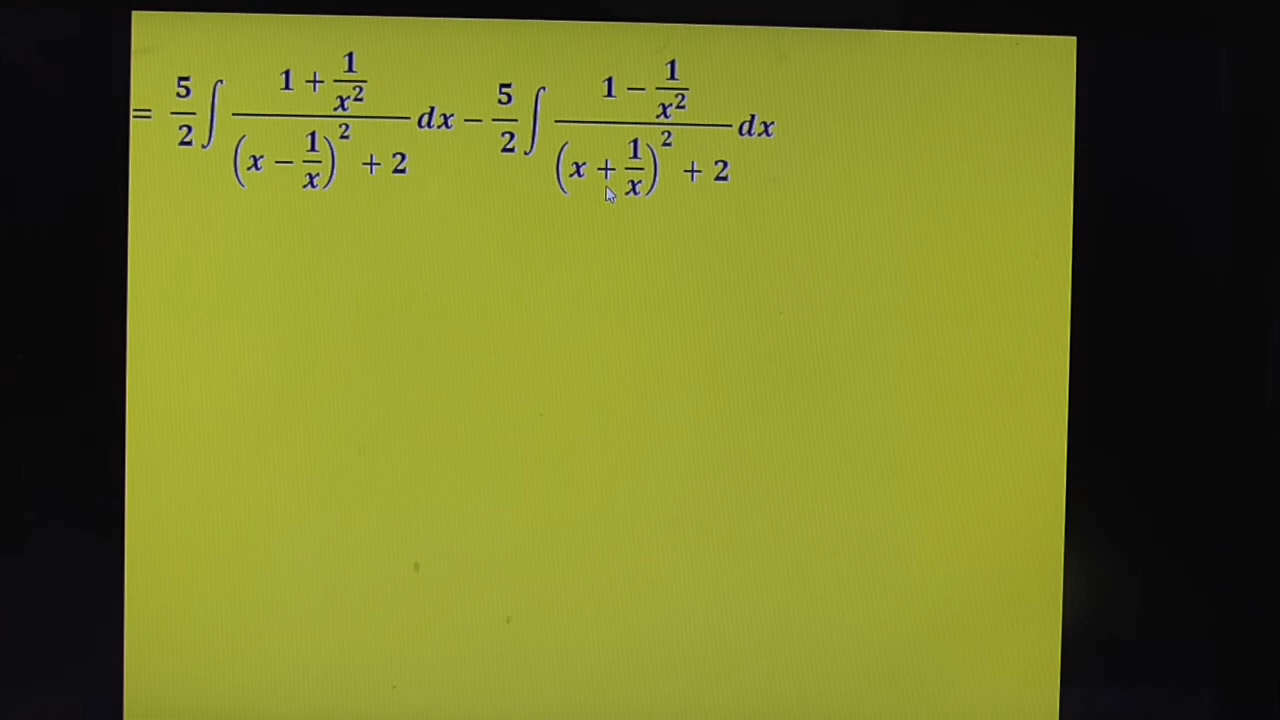 = 5/2 ∫ (1 + 1/x²) / ((x − 1/x)² + 2) dx − 5/2 ∫ (1 − 1/x²) / ((x + 1/x)² + 2) dx